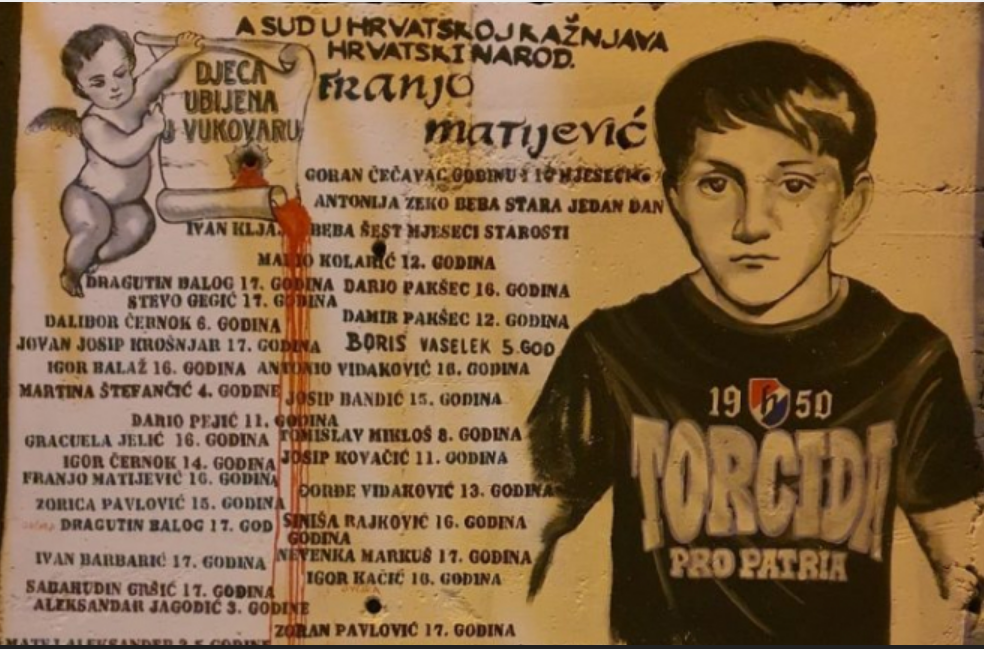 A SUD U HRVATSKOJ KAŽNJAVA
HRVATSKI NAROD.
DJECA
UBIJENA
U VUKOVARU
FRANJO
MATIJEVIĆ
GORAN ČEČAVAC GODINU I 10 MJESECI
ANTONIJA ZEKO BEBA STARA JEDAN DAN
IVAN KLJA BEBA ŠEST MJESECI STAROSTI
MARIO KOLARIĆ 12. GODINA
DRAGUTIN BALOG 17. GODINA DARIO PAKŠEC 16. GODINA
STEVO GEGIĆ 17. GODINA
DALIBOR ČERNOK 6. GODINA DAMIR PAKŠEC 12. GODINA
JOVAN JOSIP KROŠNJAR 17. GODINA BORIS VASELEK 5.GOD
IGOR BALAŽ 16. GODINA ANTONIO VIDAKOVIĆ 16. GODINA
MARTINA ŠTEFANČIĆ 4. GODINE JOSIP BANDIĆ 15. GODINA
DARIO PEJIĆ 11. GODINA
GRACUELA JELIĆ 16. GODINA TOMISLAV MIKLOŠ 8. GODINA
IGOR ČERNOK 14. GODINA JOSIP KOVAČIĆ 11. GODINA
FRANJO MATIJEVIĆ 16. GODINA
ĐORĐE VIDAKOVIĆ 13. GODINA
ZORICA PAVLOVIĆ 15. GODINA
DRAGUTIN BALOG 17. GOD SINIŠA RAJKOVIĆ 16. GODINA
GODINA
IVAN BARBARIĆ 17. GODINA NEVENKA MARKUŠ 17. GODINA
IGOR KAČIĆ 16. GODINA
SABAHUDIN GRŠIĆ 17. GODINA
ALEKSANDAR JAGODIĆ 3. GODINE
ZORAN PAVLOVIĆ 17. GODINA
19 h 50
TORCIDA
PRO PATRIA